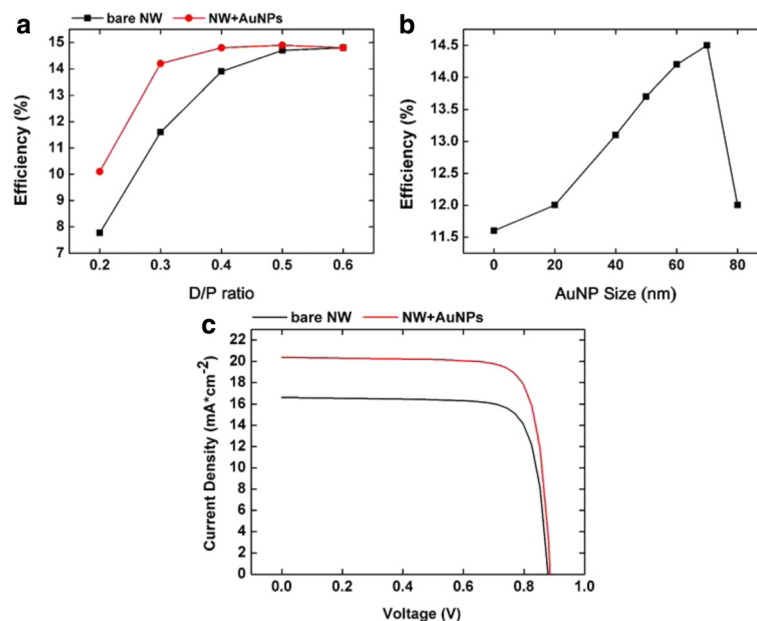 a
bare NW
NW+AuNPs
15
14
13
12
11
10
9
8
7
Efficiency (%)
0.2 0.3 0.4 0.5 0.6
D/P ratio
b
14.5
14.0
13.5
13.0
12.5
12.0
11.5
Efficiency (%)
0 20 40 60 80
AuNP Size (nm)
c
bare NW
NW+AuNPs
22
20
18
16
14
12
10
8
6
4
2
0
Current Density (mA*cm-2)
0.0 0.2 0.4 0.6 0.8 1.0
Voltage (V)